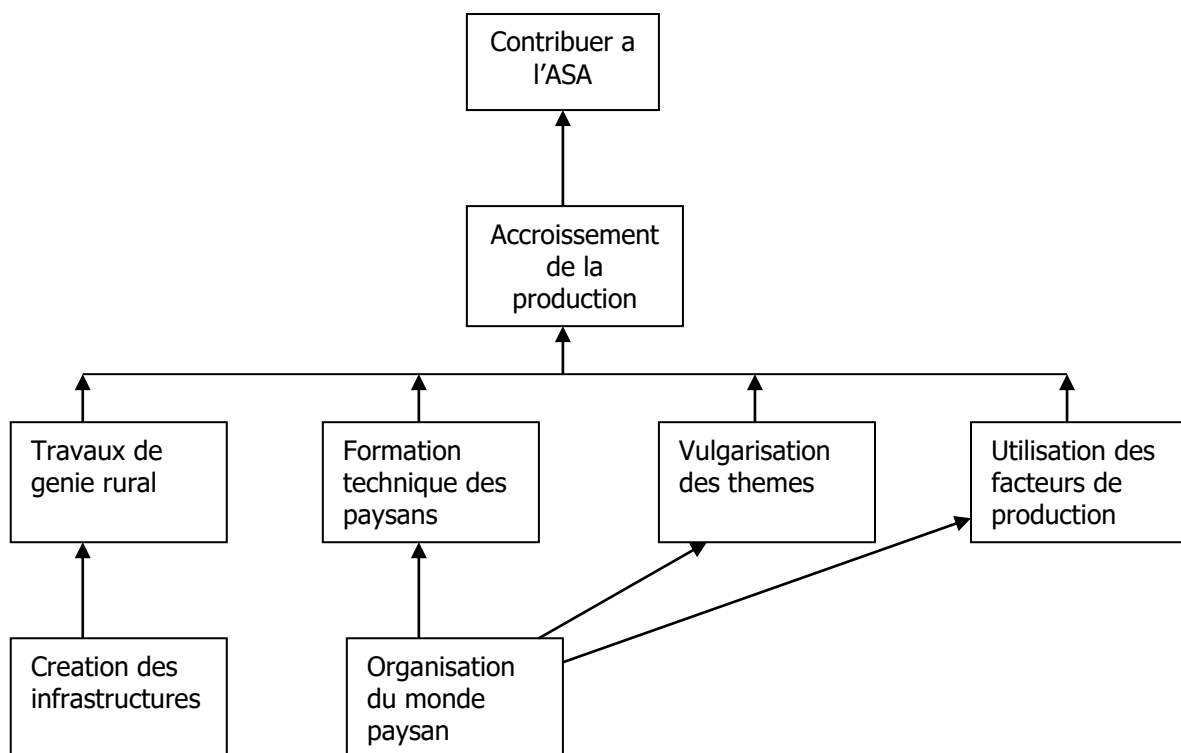 Contribuer a
l'ASA
Accroissement
de la
production
Travaux de
genie rural
Formation
technique des
paysans
Vulgarisation
des themes
Utilisation des
facteurs de
production
Creation des
infrastructures
Organisation
du monde
paysan